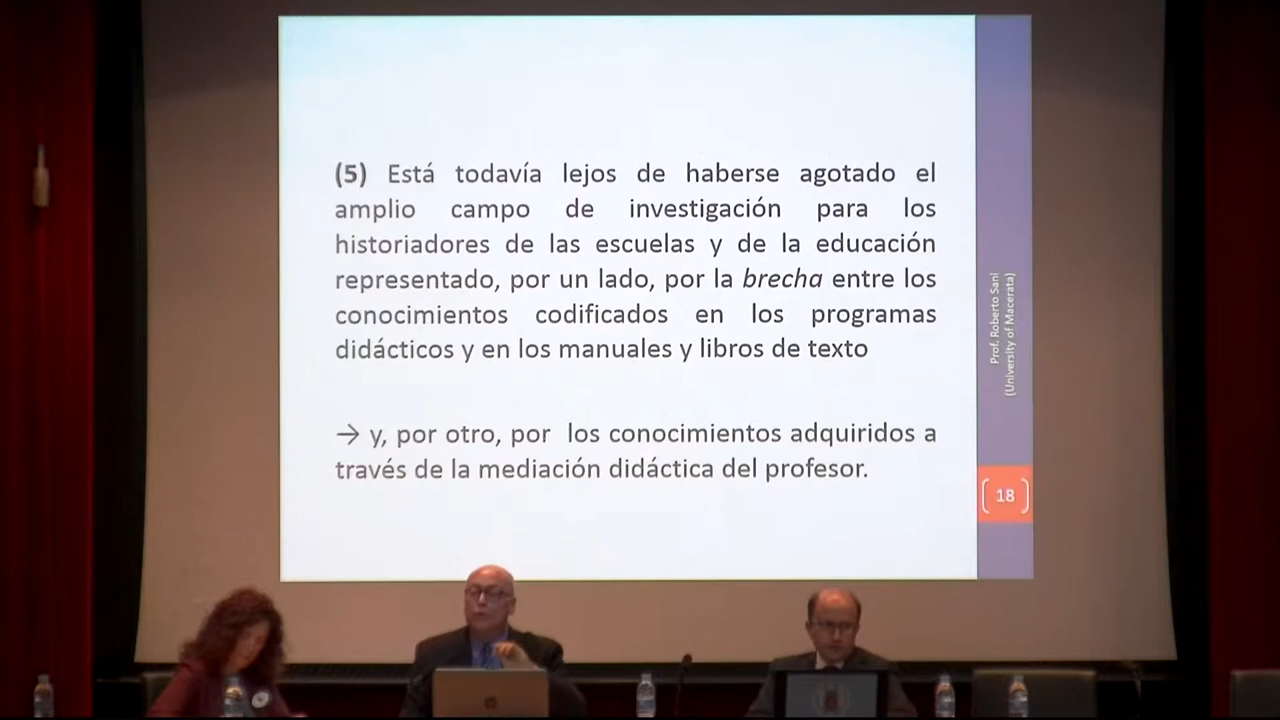 (5) Está todavía lejos de haberse agotado el
amplio campo de investigación para los
historiadores de las escuelas y de la educación
representado, por un lado, por la brecha entre los
conocimientos codificados en los programas
didácticos y en los manuales y libros de texto
→ y, por otro, por los conocimientos adquiridos a
través de la mediación didáctica del profesor.
Prof. Roberto Sani
(University of Macerata)
18